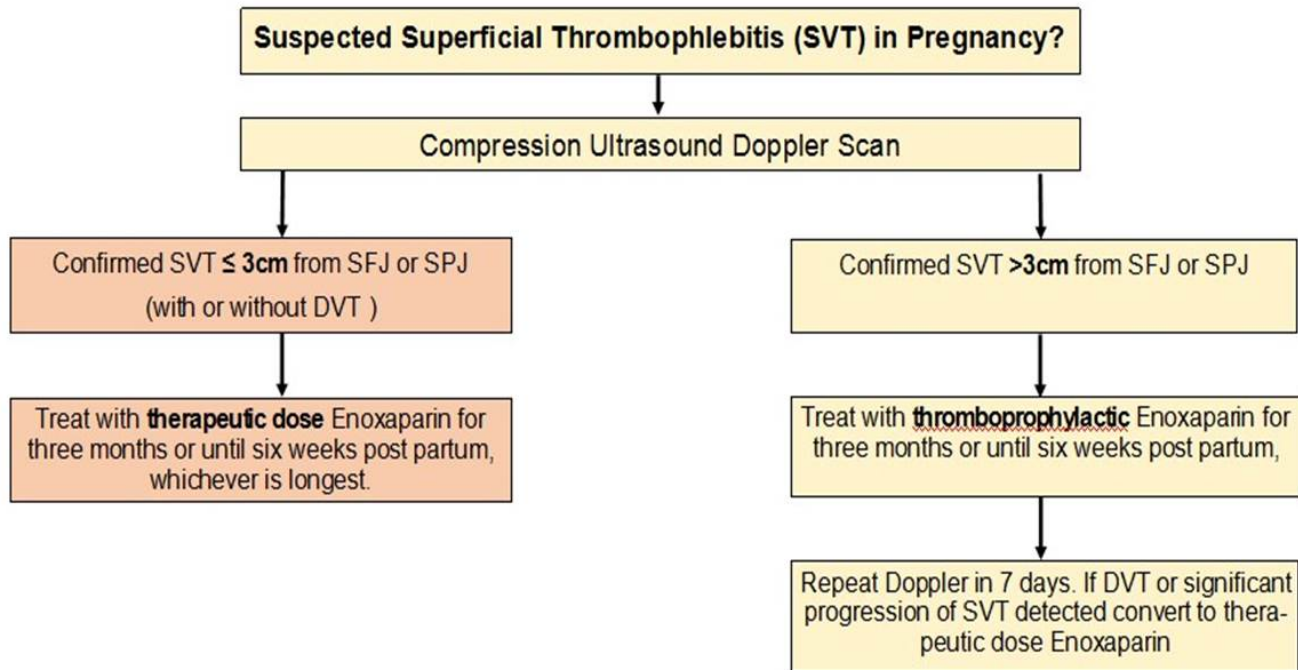 Suspected Superficial Thrombophlebitis (SVT) in Pregnancy?
Compression Ultrasound Doppler Scan
Confirmed SVT ≤ 3cm from SFJ or SPJ
(with or without DVT )
Treat with therapeutic dose Enoxaparin for
three months or until six weeks post partum,
whichever is longest.
Confirmed SVT >3cm from SFJ or SPJ
Treat with thromboprophylactic Enoxaparin for
three months or until six weeks post partum,
Repeat Doppler in 7 days. If DVT or significant
progression of SVT detected convert to thera-
peutic dose Enoxaparin